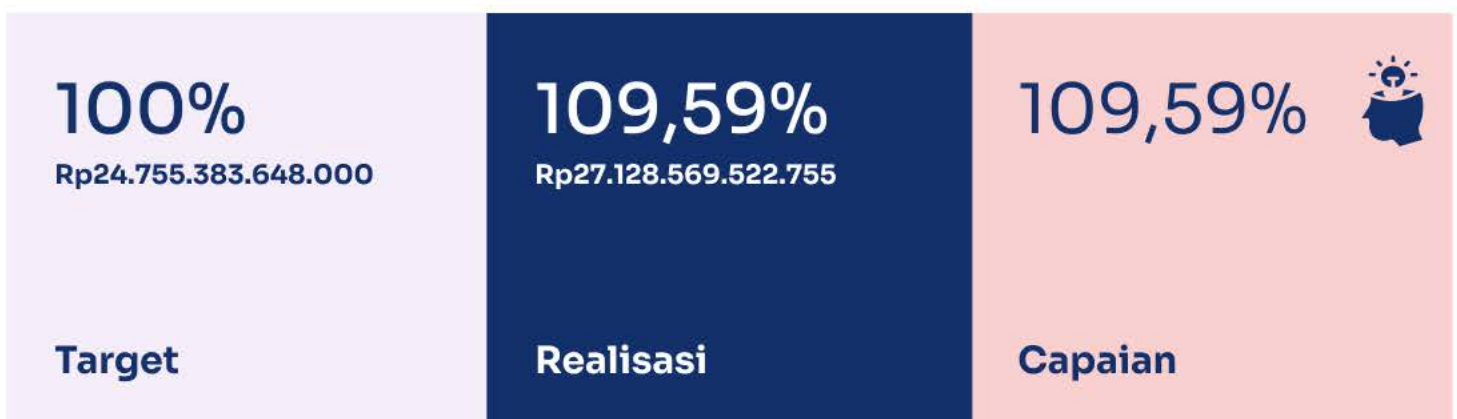 100%
Rp24.755.383.648.000
Target
109,59%
Rp27.128.569.522.755
Realisasi
109,59%
Capaian